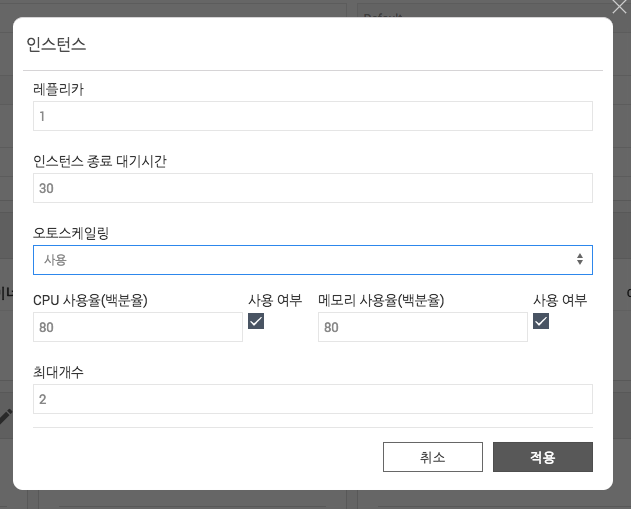 Default
인스턴스
레플리카
1
인스턴스 종료 대기시간
30
오토스케일링
사용
CPU 사용율(백분율) 사용 여부 메모리 사용율(백분율) 사용 여부
80 80
최대개수
2
취소 적용